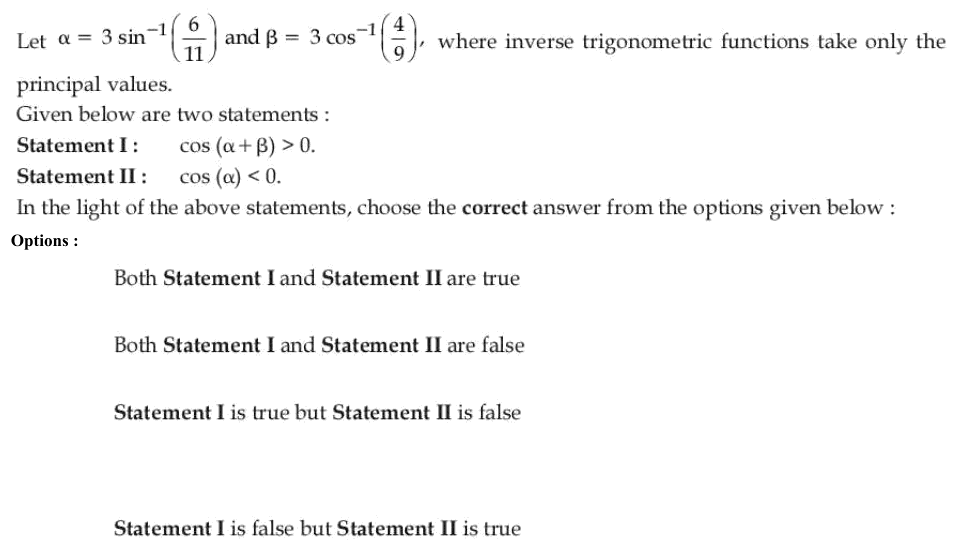 Let α = 3 sin⁻¹(6/11) and β = 3 cos⁻¹(4/9), where inverse trigonometric functions take only the
principal values.
Given below are two statements :
Statement I : cos (α + β) > 0.
Statement II : cos (α) < 0.
In the light of the above statements, choose the correct answer from the options given below :
Options :
Both Statement I and Statement II are true
Both Statement I and Statement II are false
Statement I is true but Statement II is false
Statement I is false but Statement II is true